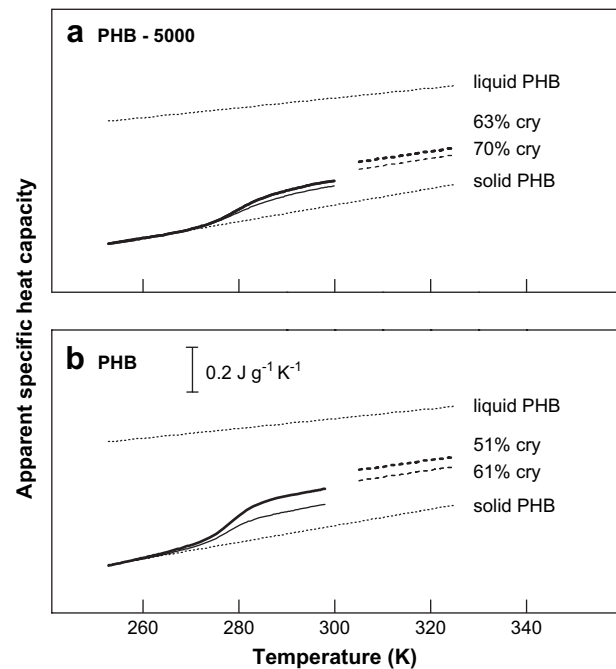 a PHB - 5000
liquid PHB
63% cry
70% cry
solid PHB
Apparent specific heat capacity
b PHB
0.2 J g⁻¹ K⁻¹
liquid PHB
51% cry
61% cry
solid PHB
260 280 300 320 340
Temperature (K)